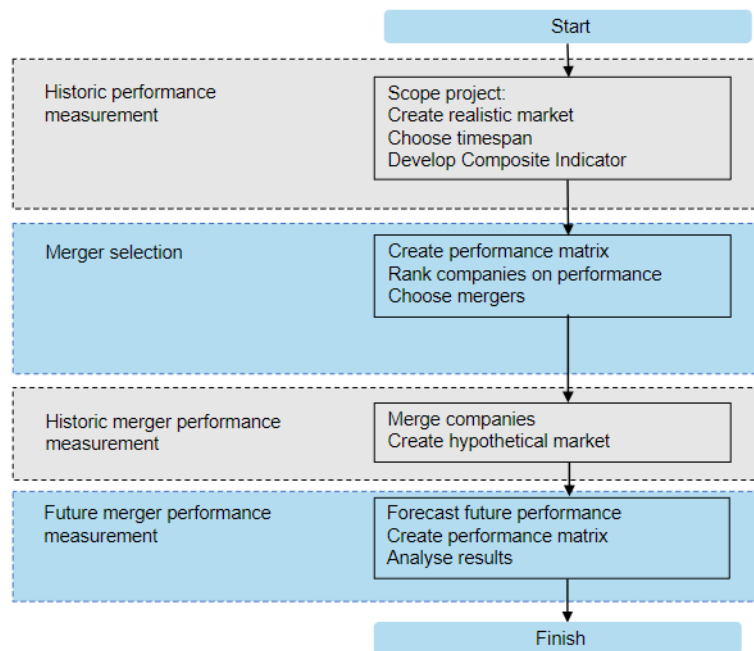 Start
Historic performance
measurement
Scope project:
Create realistic market
Choose timespan
Develop Composite Indicator
Merger selection
Create performance matrix
Rank companies on performance
Choose mergers
Historic merger performance
measurement
Merge companies
Create hypothetical market
Future merger performance
measurement
Forecast future performance
Create performance matrix
Analyse results
Finish